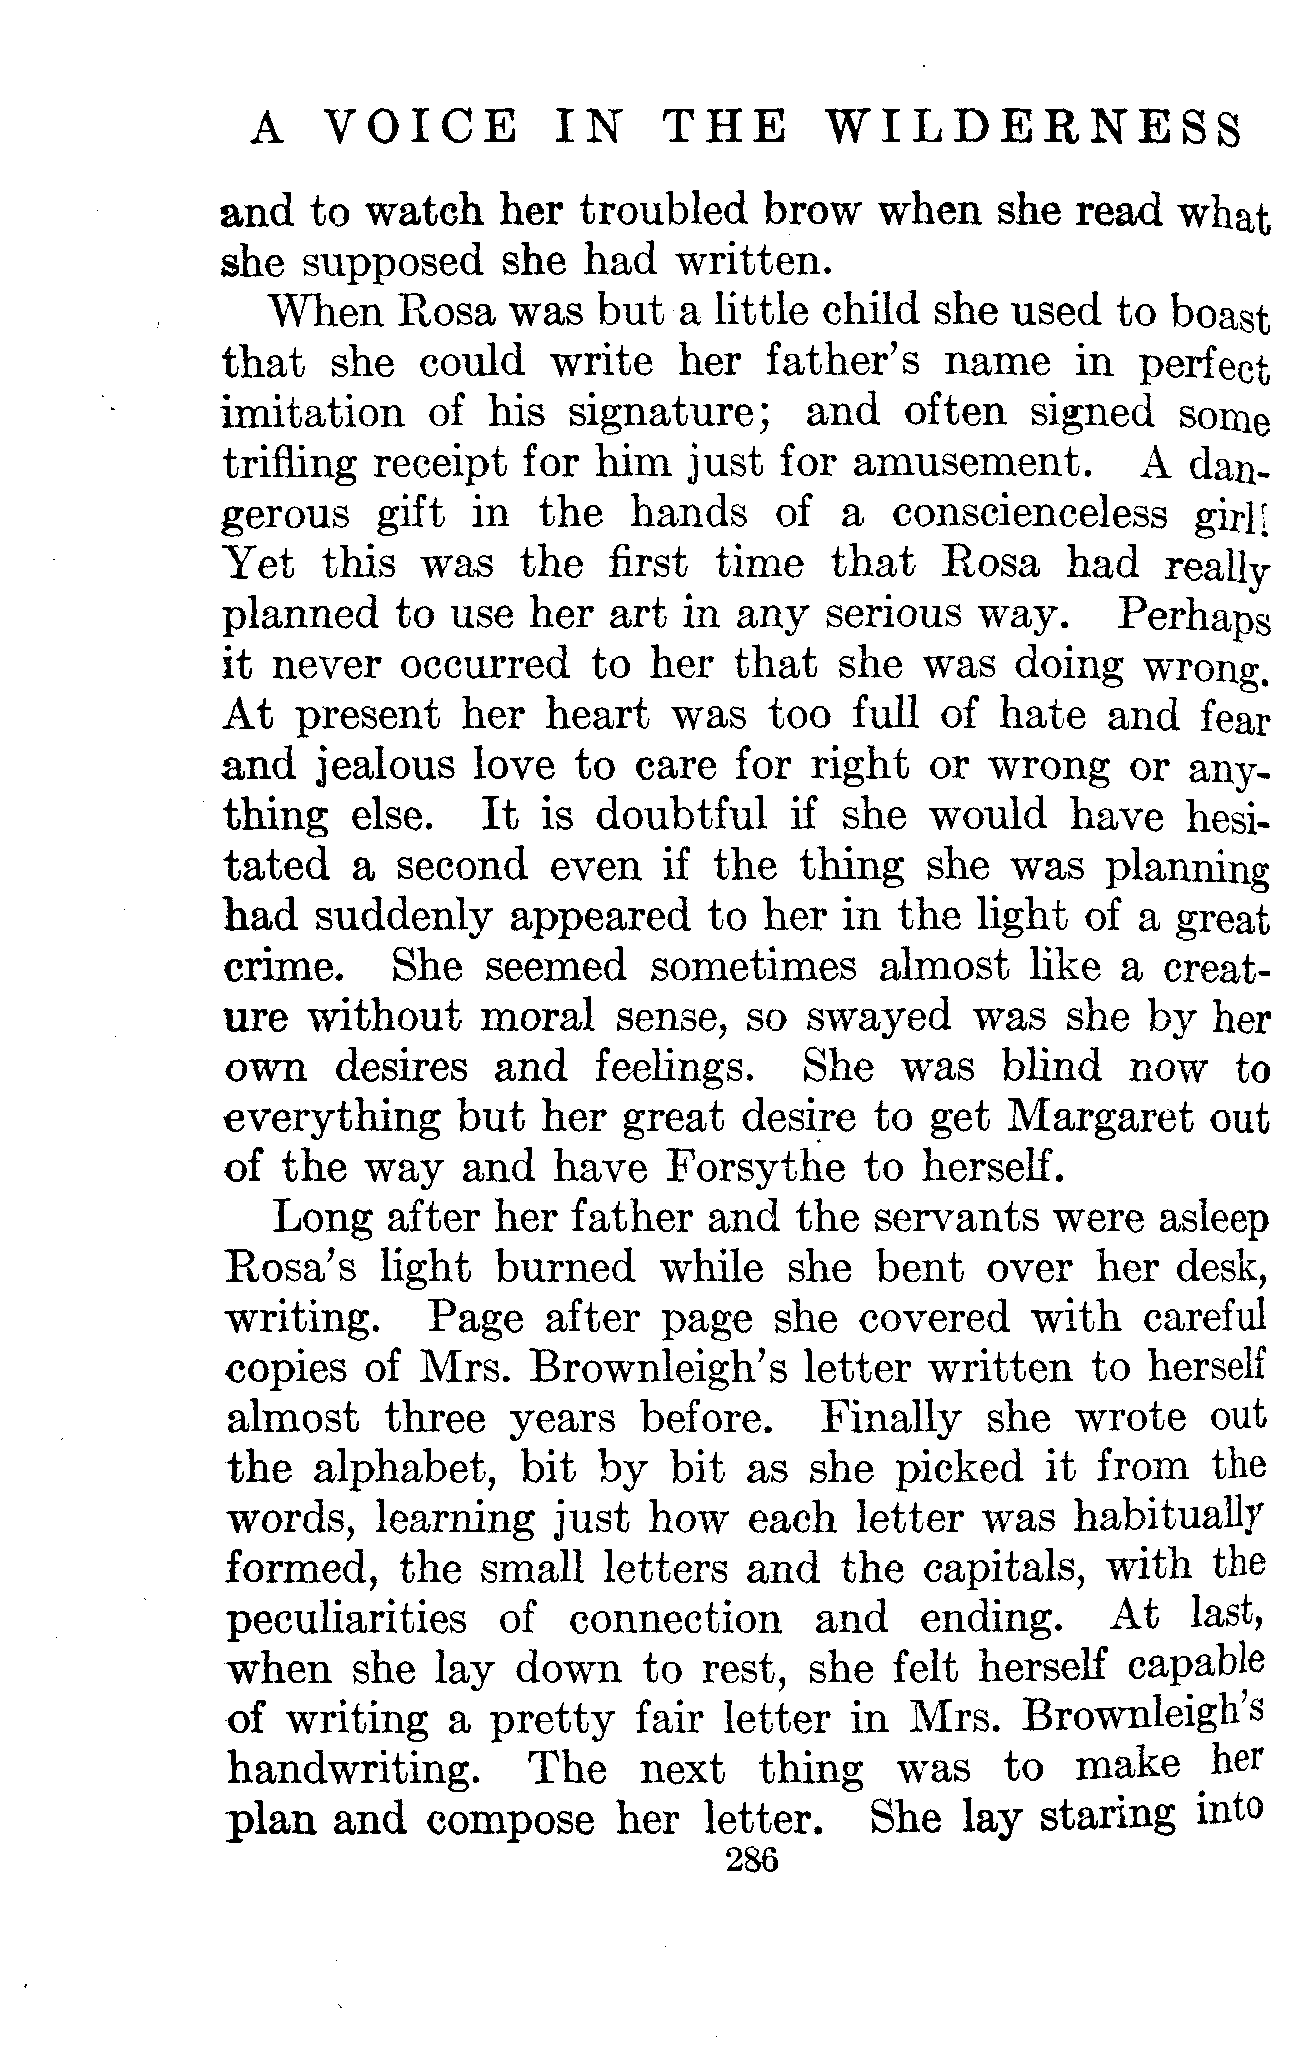 A VOICE IN THE WILDERNESS
and to watch her troubled brow when she read what
she supposed she had written.
When Rosa was but a little child she used to boast
that she could write her father's name in perfect
imitation of his signature; and often signed some
trifling receipt for him just for amusement. A dan-
gerous gift in the hands of a conscienceless girl!
Yet this was the first time that Rosa had really
planned to use her art in any serious way. Perhaps
it never occurred to her that she was doing wrong.
At present her heart was too full of hate and fear
and jealous love to care for right or wrong or any-
thing else. It is doubtful if she would have hesi-
tated a second even if the thing she was planning
had suddenly appeared to her in the light of a great
crime. She seemed sometimes almost like a creat-
ure without moral sense, so swayed was she by her
own desires and feelings. She was blind now to
everything but her great desire to get Margaret out
of the way and have Forsythe to herself.
Long after her father and the servants were asleep
Rosa's light burned while she bent over her desk,
writing. Page after page she covered with careful
copies of Mrs. Brownleigh's letter written to herself
almost three years before. Finally she wrote out
the alphabet, bit by bit as she picked it from the
words, learning just how each letter was habitually
formed, the small letters and the capitals, with the
peculiarities of connection and ending. At last,
when she lay down to rest, she felt herself capable
of writing a pretty fair letter in Mrs. Brownleigh's
handwriting. The next thing was to make her
plan and compose her letter. She lay staring into
286